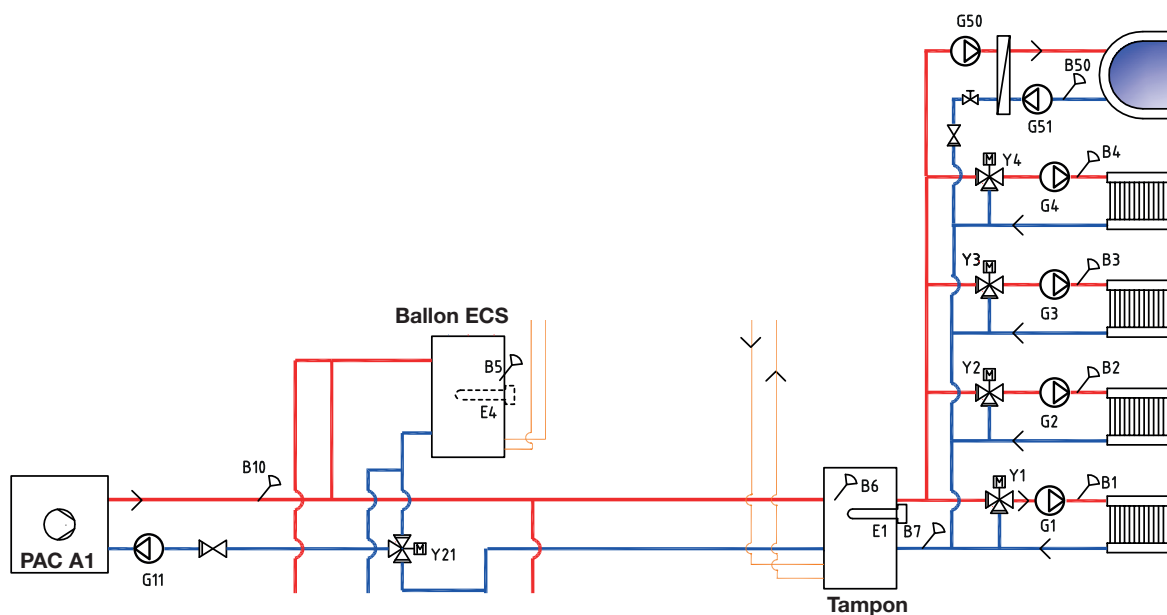 G50
B50
G51
Y4
M
B4
G4
Y3
M
B3
G3
Ballon ECS
B5
E4
Y2
M
B2
G2
B10
B6
Y1
M
B1
E1
B7
G1
PAC A1
G11
M
Y21
Tampon